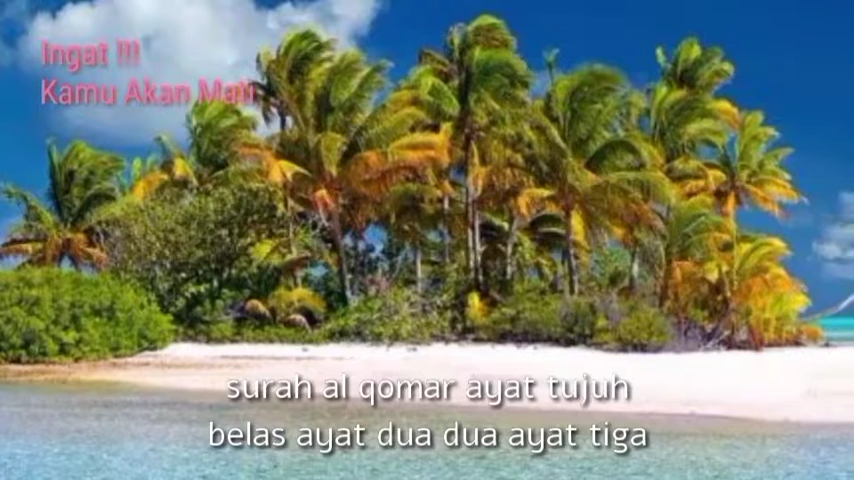 Ingat !!!
Kamu Akan Mati
surah al qomar ayat tujuh
belas ayat dua dua ayat tiga